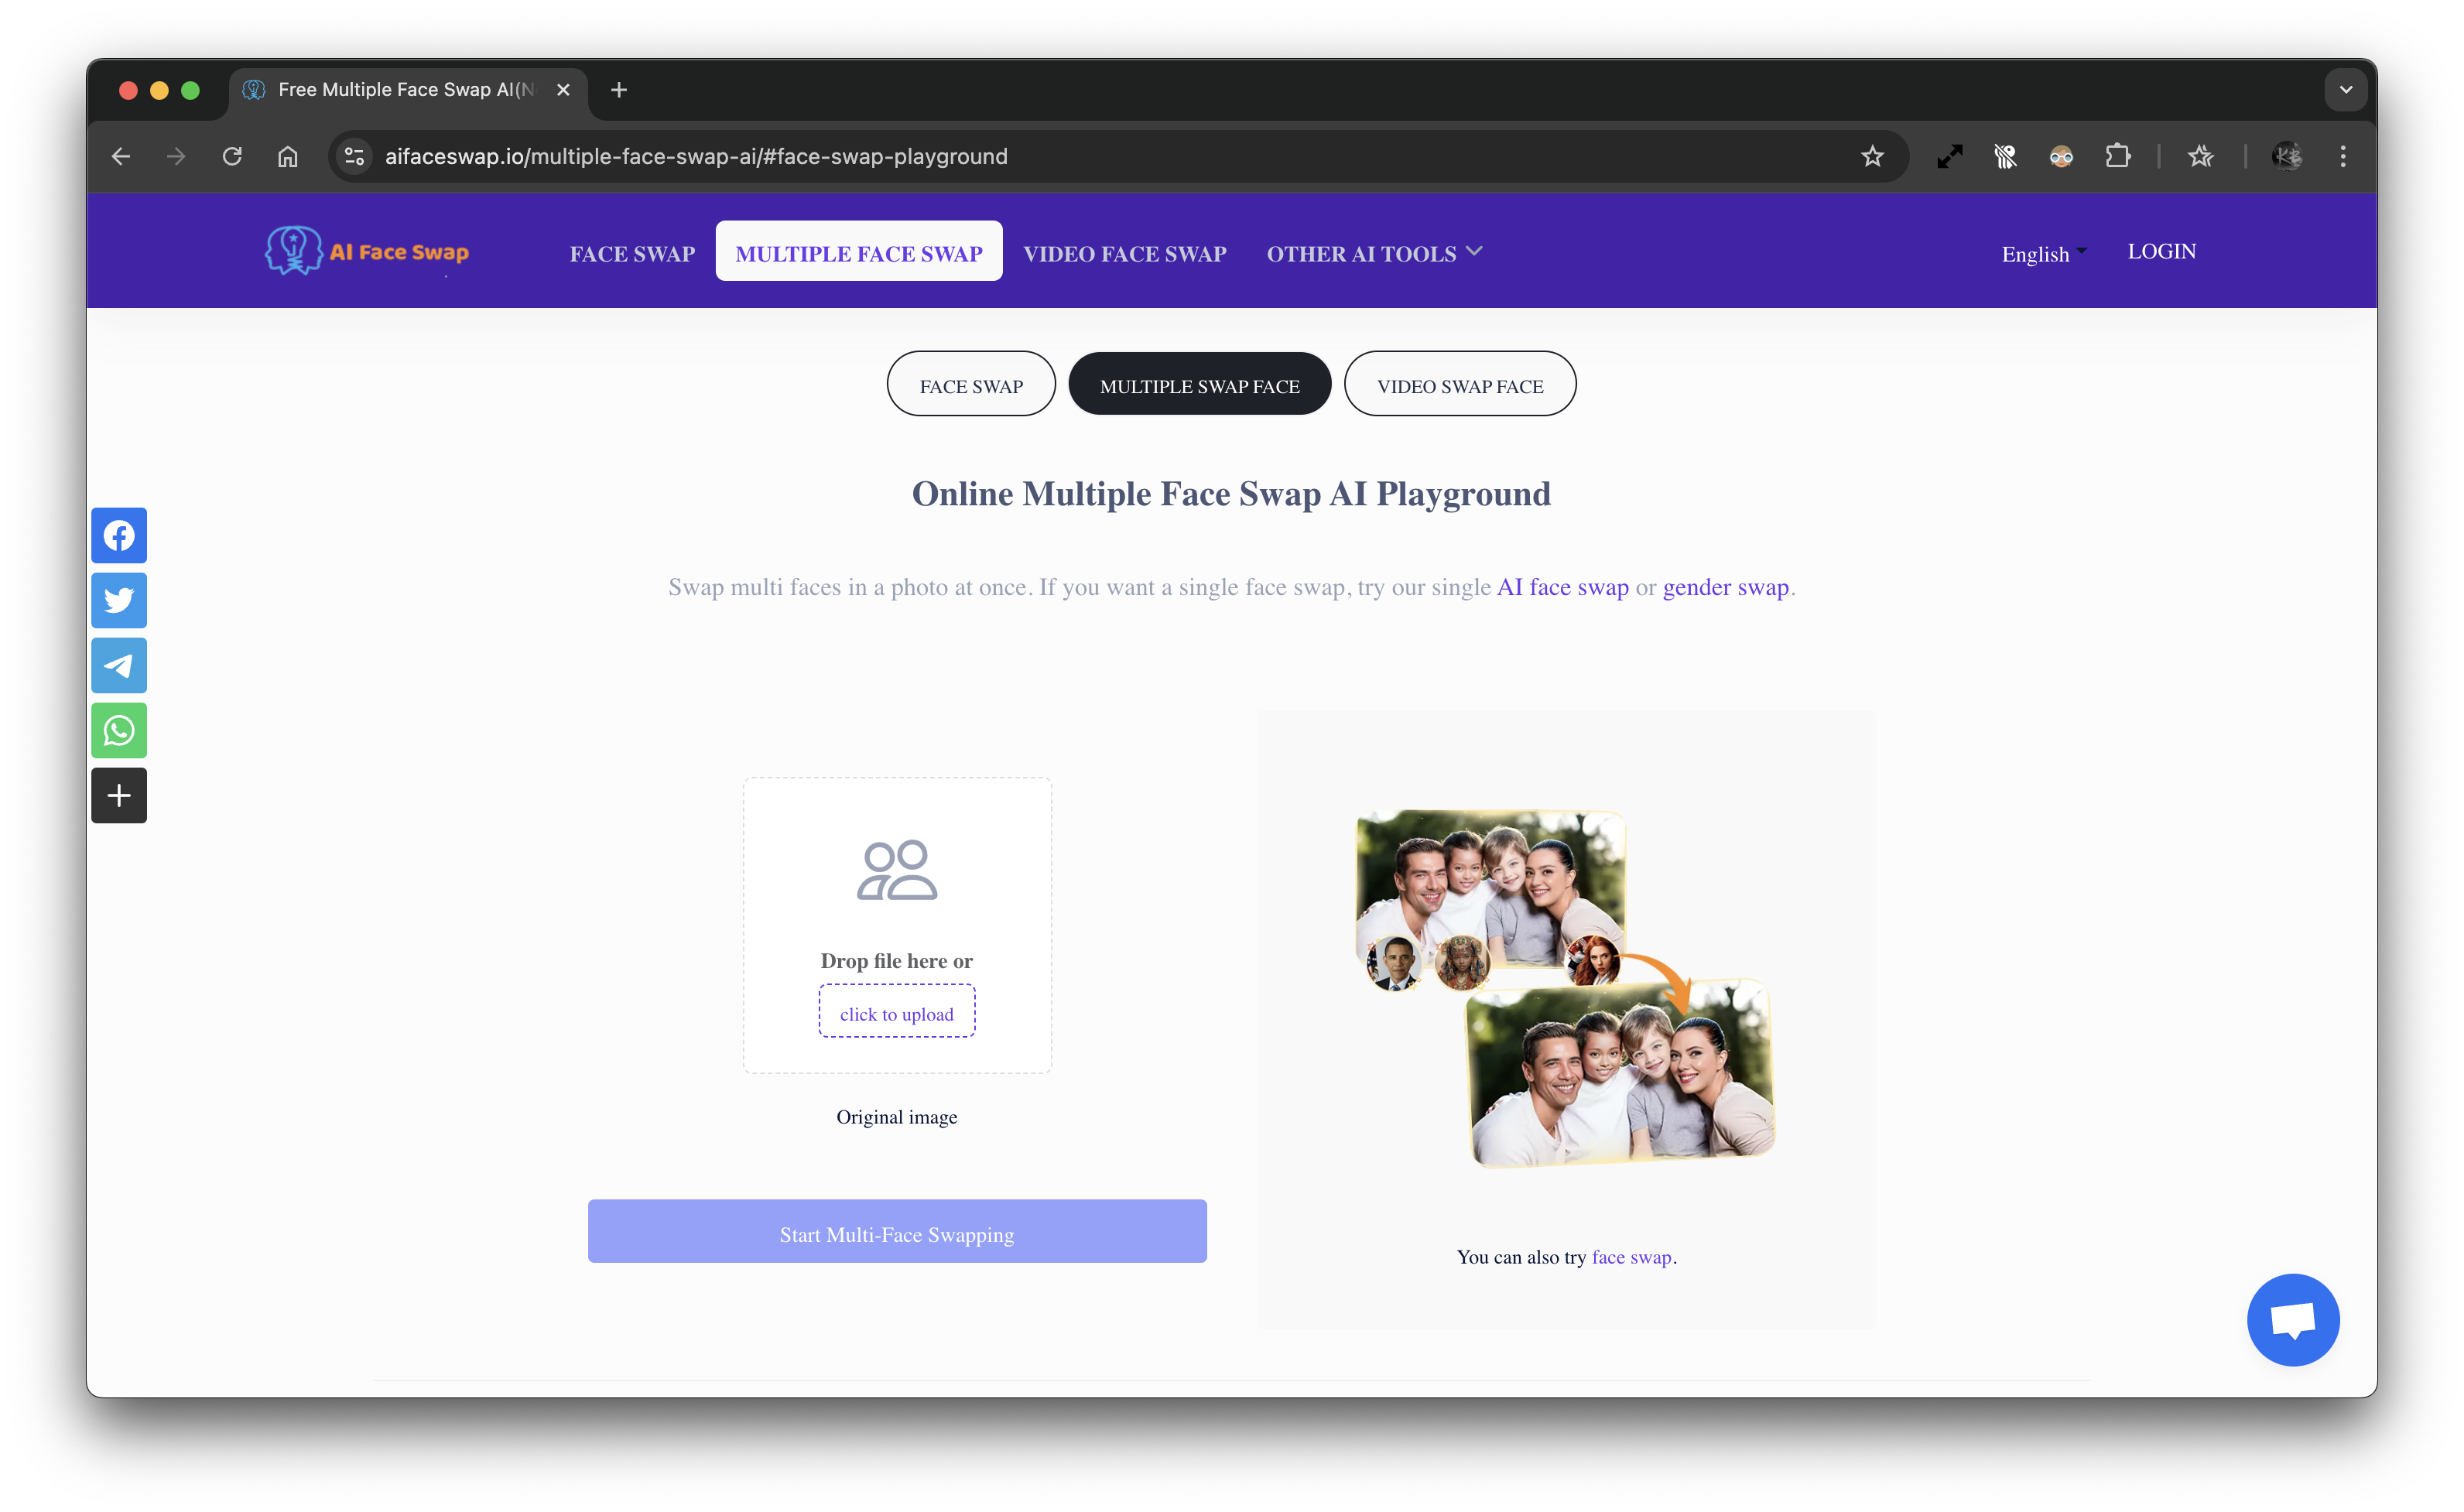 Free Multiple Face Swap AI(N
aifaceswap.io/multiple-face-swap-ai/#face-swap-playground
AI Face Swap
FACE SWAP
MULTIPLE FACE SWAP
VIDEO FACE SWAP
OTHER AI TOOLS
English
LOGIN
FACE SWAP
MULTIPLE SWAP FACE
VIDEO SWAP FACE
Online Multiple Face Swap AI Playground
Swap multi faces in a photo at once. If you want a single face swap, try our single AI face swap or gender swap.
Drop file here or
click to upload
Original image
Start Multi-Face Swapping
You can also try face swap.